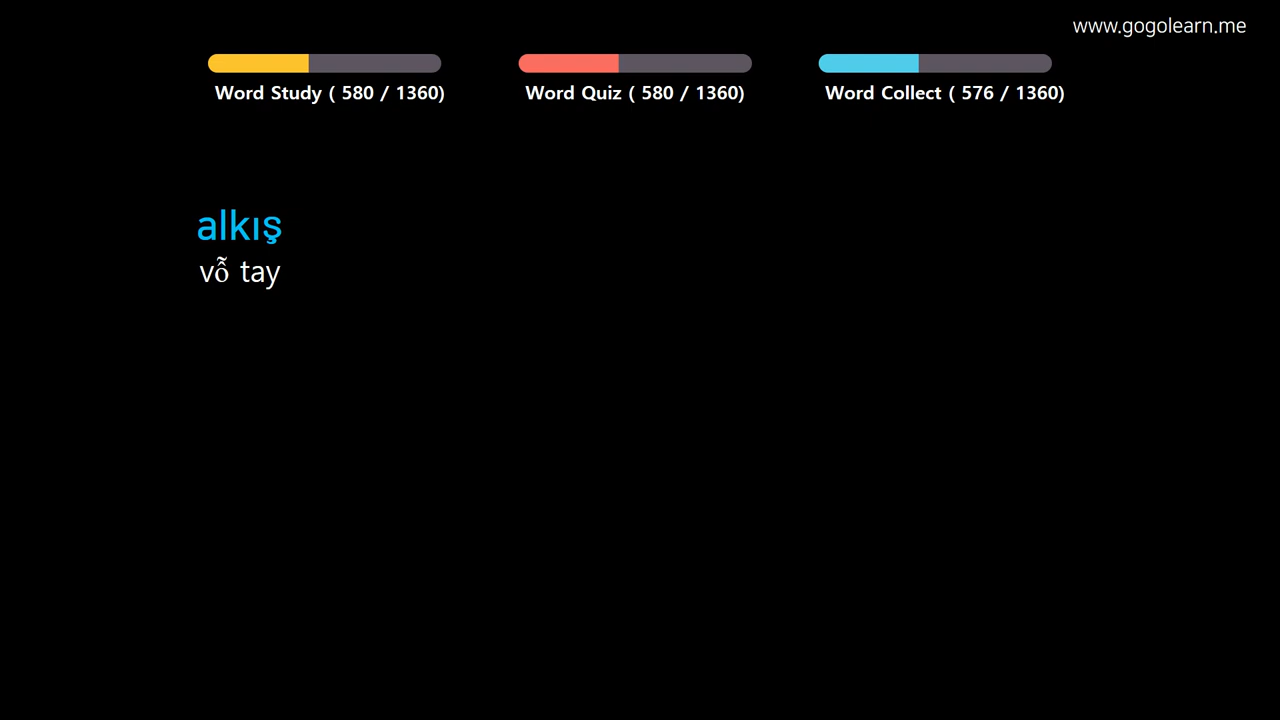 www.gogolearn.me
Word Study ( 580 / 1360)
Word Quiz ( 580 / 1360)
Word Collect ( 576 / 1360)
alkış
vỗ tay